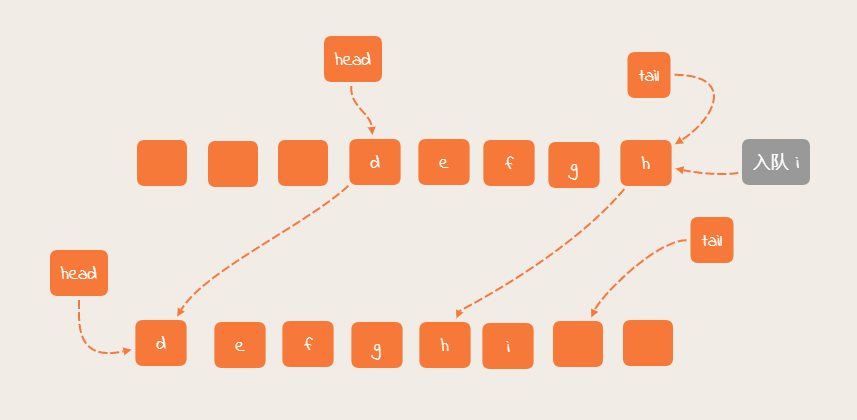 head
tail
d e f g h 入队 i
tail
head
d e f g h i